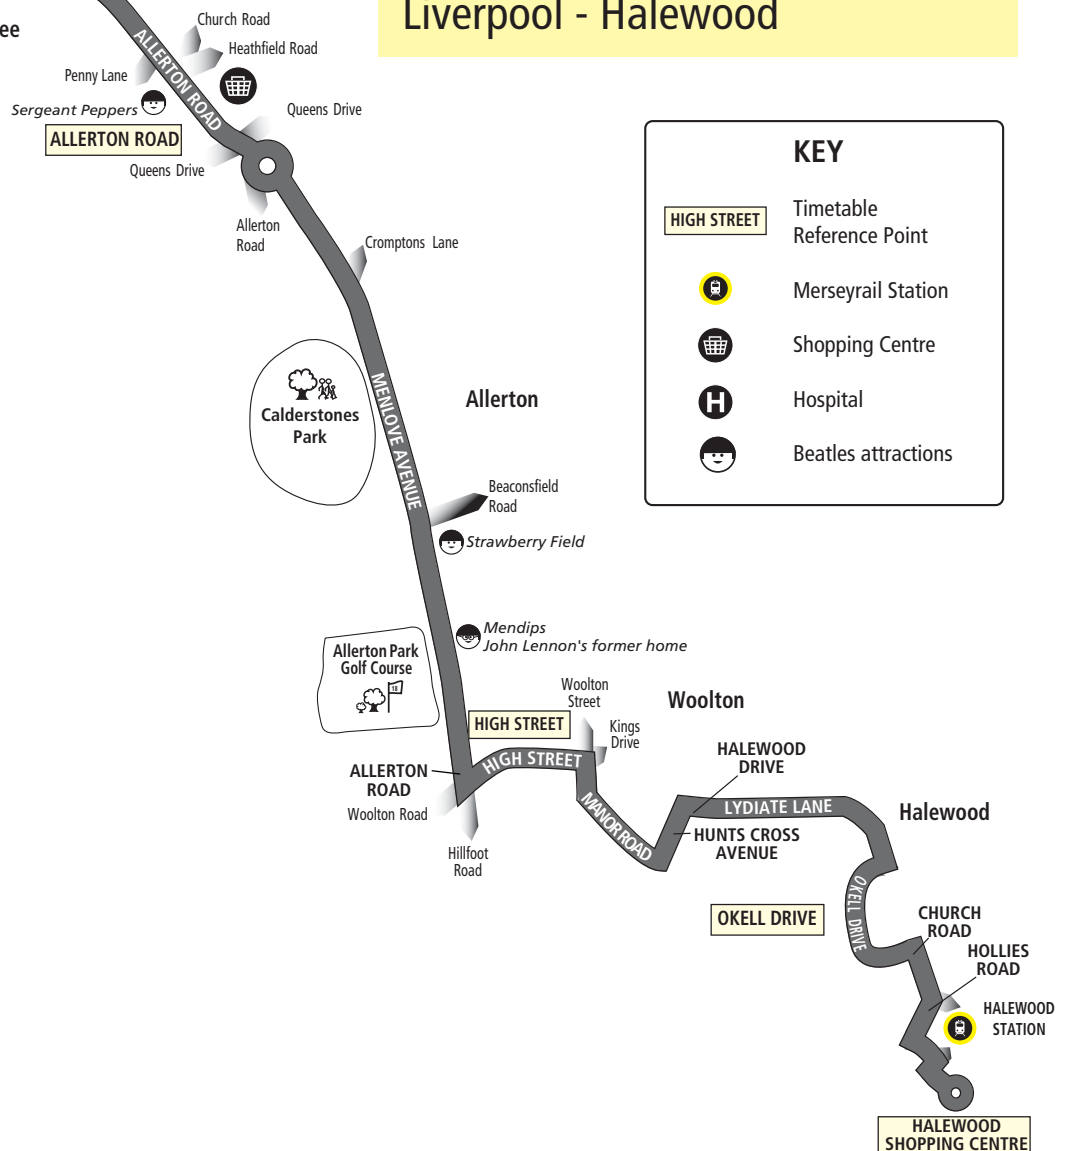 Liverpool - Halewood
ee
Church Road
Heathfield Road
Penny Lane
ALLERTON ROAD
Sergeant Peppers
Queens Drive
ALLERTON ROAD
Queens Drive
Allerton
Road
Cromptons Lane
KEY
HIGH STREET
Timetable
Reference Point
Merseyrail Station
Shopping Centre
H
Hospital
Beatles attractions
Calderstones
Park
MENLOVE AVENUE
Allerton
Beaconsfield
Road
Strawberry Field
Mendips
John Lennon's former home
Allerton Park
Golf Course
18
Woolton
Street
Woolton
HIGH STREET
Kings
Drive
HIGH STREET
ALLERTON
ROAD
Woolton Road
Hillfoot
Road
MANOR ROAD
HALEWOOD
DRIVE
LYDIATE LANE
Halewood
HUNTS CROSS
AVENUE
OKELL DRIVE
OKELL DRIVE
CHURCH
ROAD
HOLLIES
ROAD
HALEWOOD
STATION
HALEWOOD
SHOPPING CENTRE